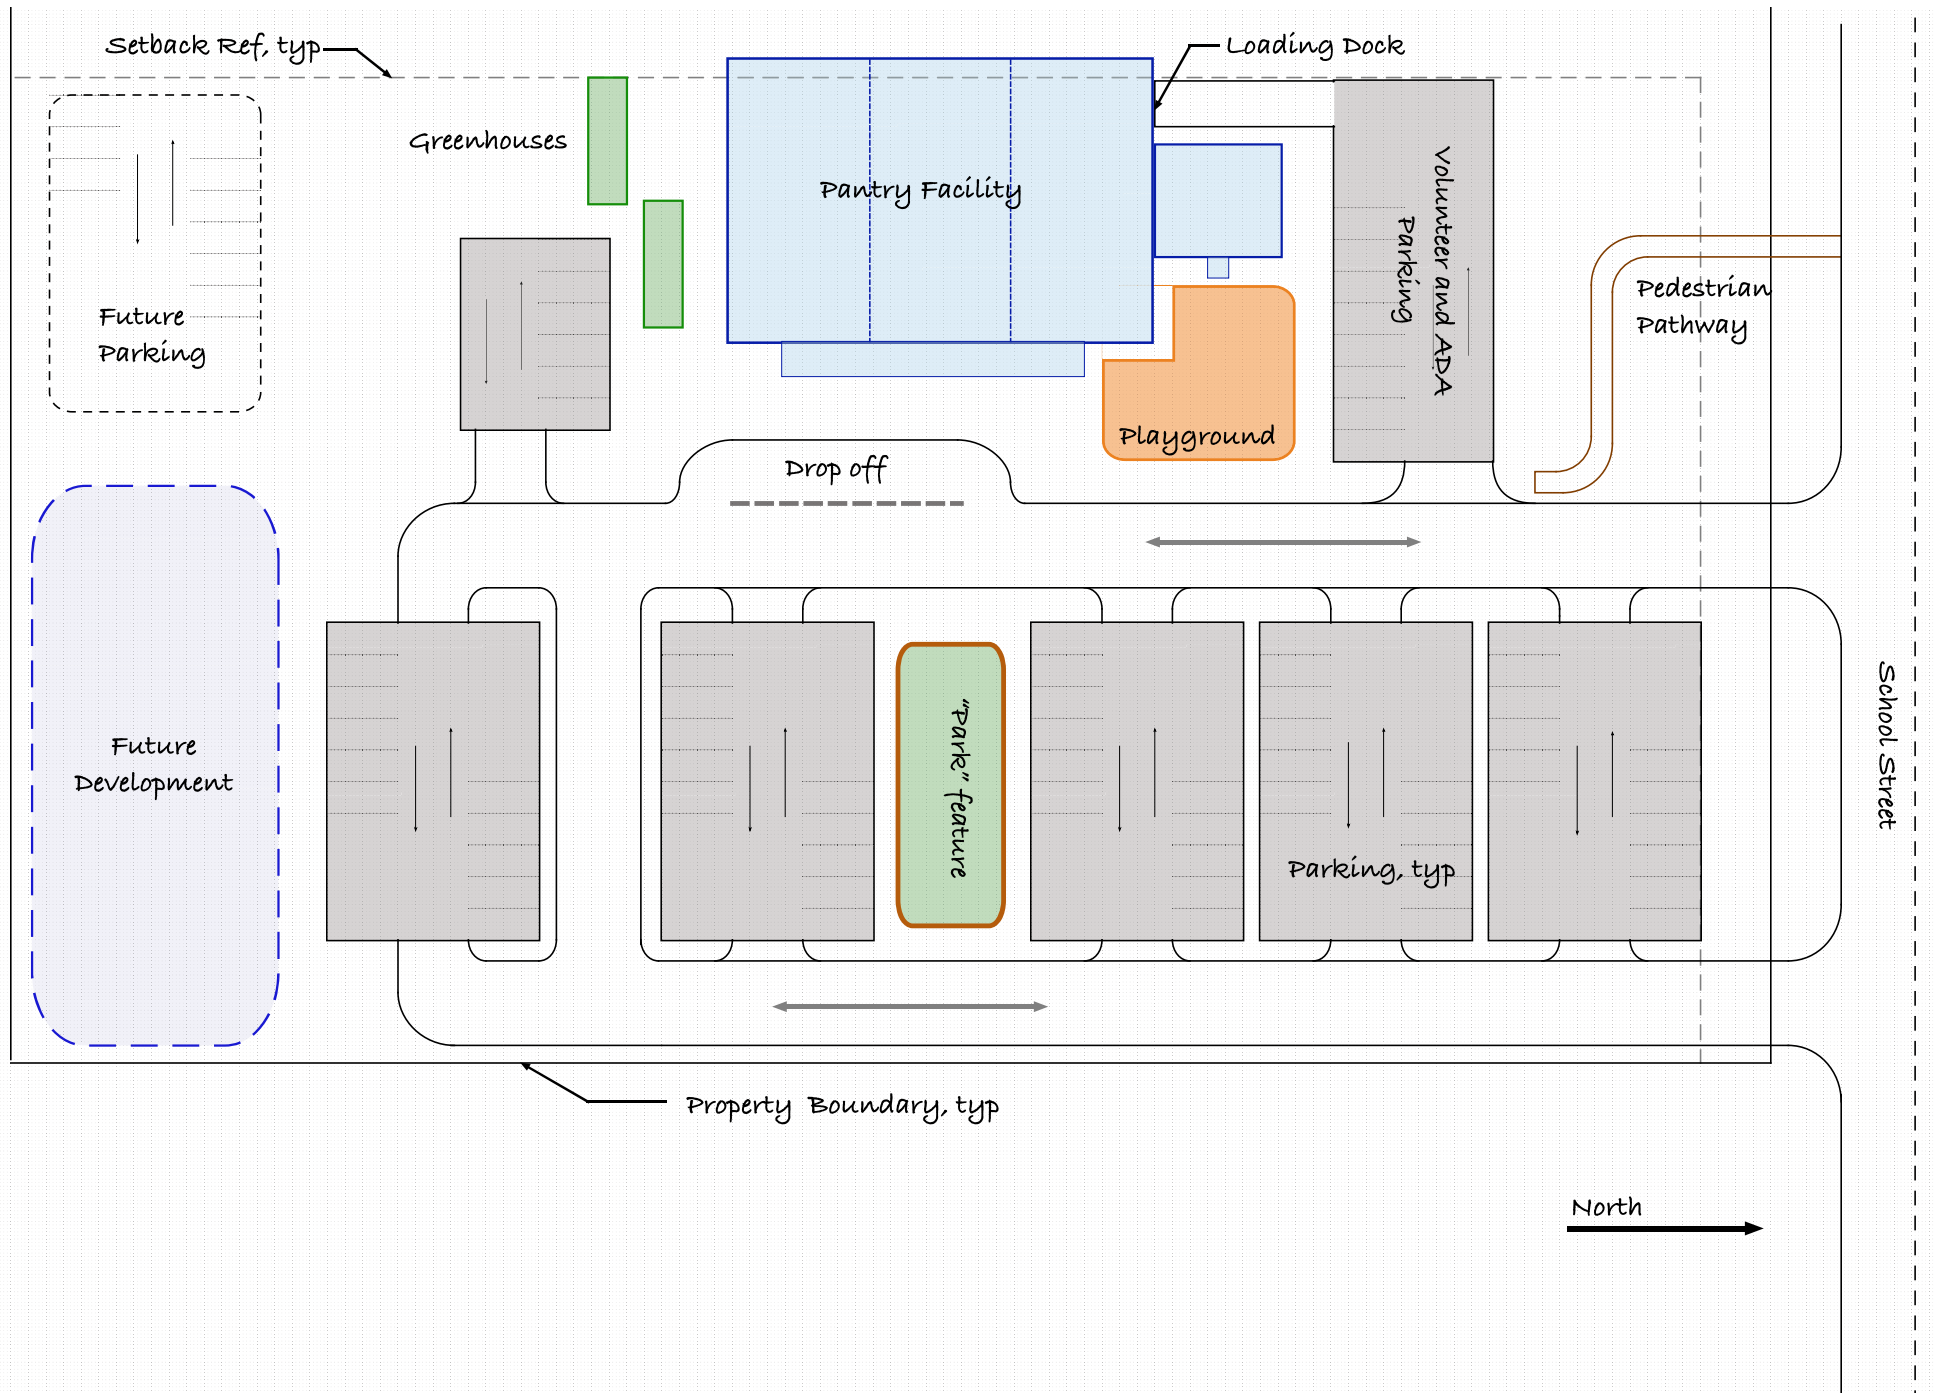 Setback Ref, typ
Loading Dock
Greenhouses
Pantry Facility
Volunteer and ADA
Parking
Pedestrian
Pathway
Future
Parking
Playground
Drop off
Future
Development
"Park" feature
Parking, typ
School Street
Property Boundary, typ
North